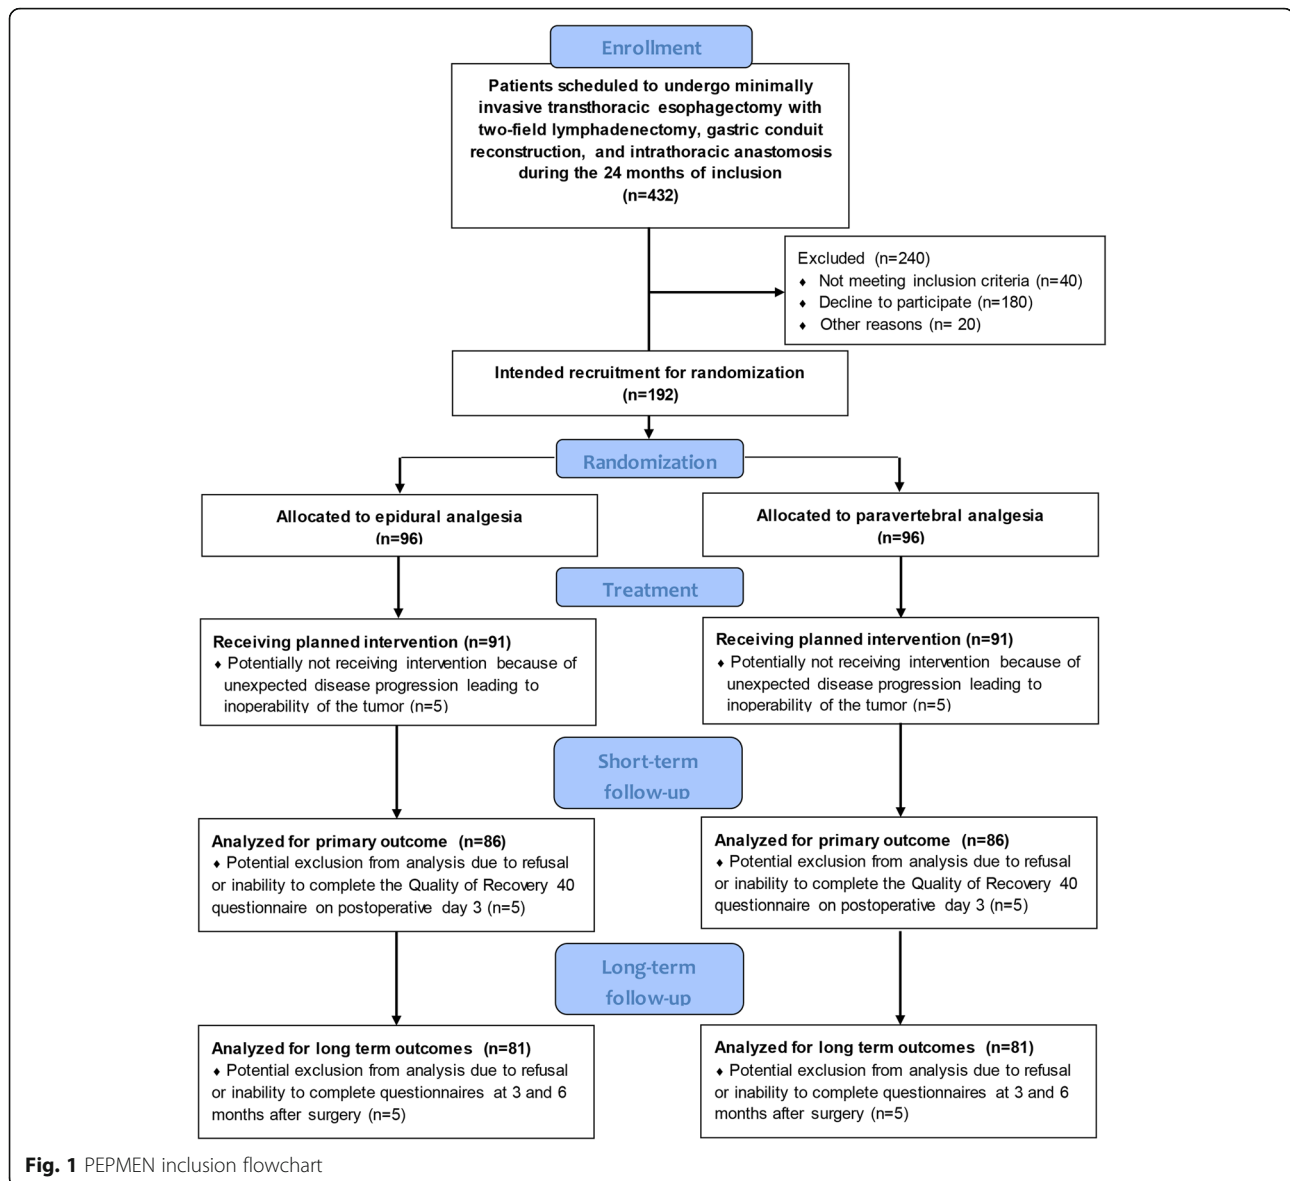 Enrollment
Patients scheduled to undergo minimally
invasive transthoracic esophagectomy with
two-field lymphadenectomy, gastric conduit
reconstruction, and intrathoracic anastomosis
during the 24 months of inclusion
(n=432)
Excluded (n=240)
♦ Not meeting inclusion criteria (n=40)
♦ Decline to participate (n=180)
♦ Other reasons (n= 20)
Intended recruitment for randomization
(n=192)
Randomization
Allocated to epidural analgesia
(n=96)
Allocated to paravertebral analgesia
(n=96)
Treatment
Receiving planned intervention (n=91)
♦ Potentially not receiving intervention because of
unexpected disease progression leading to
inoperability of the tumor (n=5)
Receiving planned intervention (n=91)
♦ Potentially not receiving intervention because of
unexpected disease progression leading to
inoperability of the tumor (n=5)
Short-term
follow-up
Analyzed for primary outcome (n=86)
♦ Potential exclusion from analysis due to refusal
or inability to complete the Quality of Recovery 40
questionnaire on postoperative day 3 (n=5)
Analyzed for primary outcome (n=86)
♦ Potential exclusion from analysis due to refusal
or inability to complete the Quality of Recovery 40
questionnaire on postoperative day 3 (n=5)
Long-term
follow-up
Analyzed for long term outcomes (n=81)
♦ Potential exclusion from analysis due to refusal
or inability to complete questionnaires at 3 and 6
months after surgery (n=5)
Analyzed for long term outcomes (n=81)
♦ Potential exclusion from analysis due to refusal
or inability to complete questionnaires at 3 and 6
months after surgery (n=5)
Fig. 1 PEPMEN inclusion flowchart